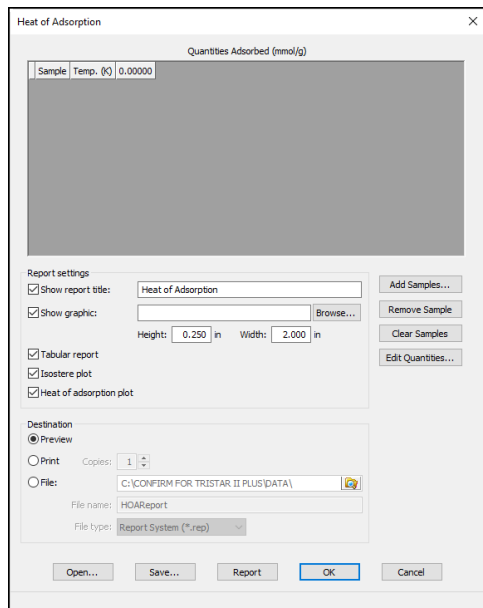 Heat of Adsorption
Quantities Adsorbed (mmol/g)
Sample Temp. (K) 0.00000
Report settings
Show report title: Heat of Adsorption
Show graphic: Browse...
Height: 0.250 in Width: 2.000 in
Tabular report
Isostere plot
Heat of adsorption plot
Add Samples...
Remove Sample
Clear Samples
Edit Quantities...
Destination
Preview
Print Copies: 1
File: C:\CONFIRM FOR TRISTAR II PLUS\DATA\
File name: HOAReport
File type: Report System (*.rep)
Open... Save... Report OK Cancel